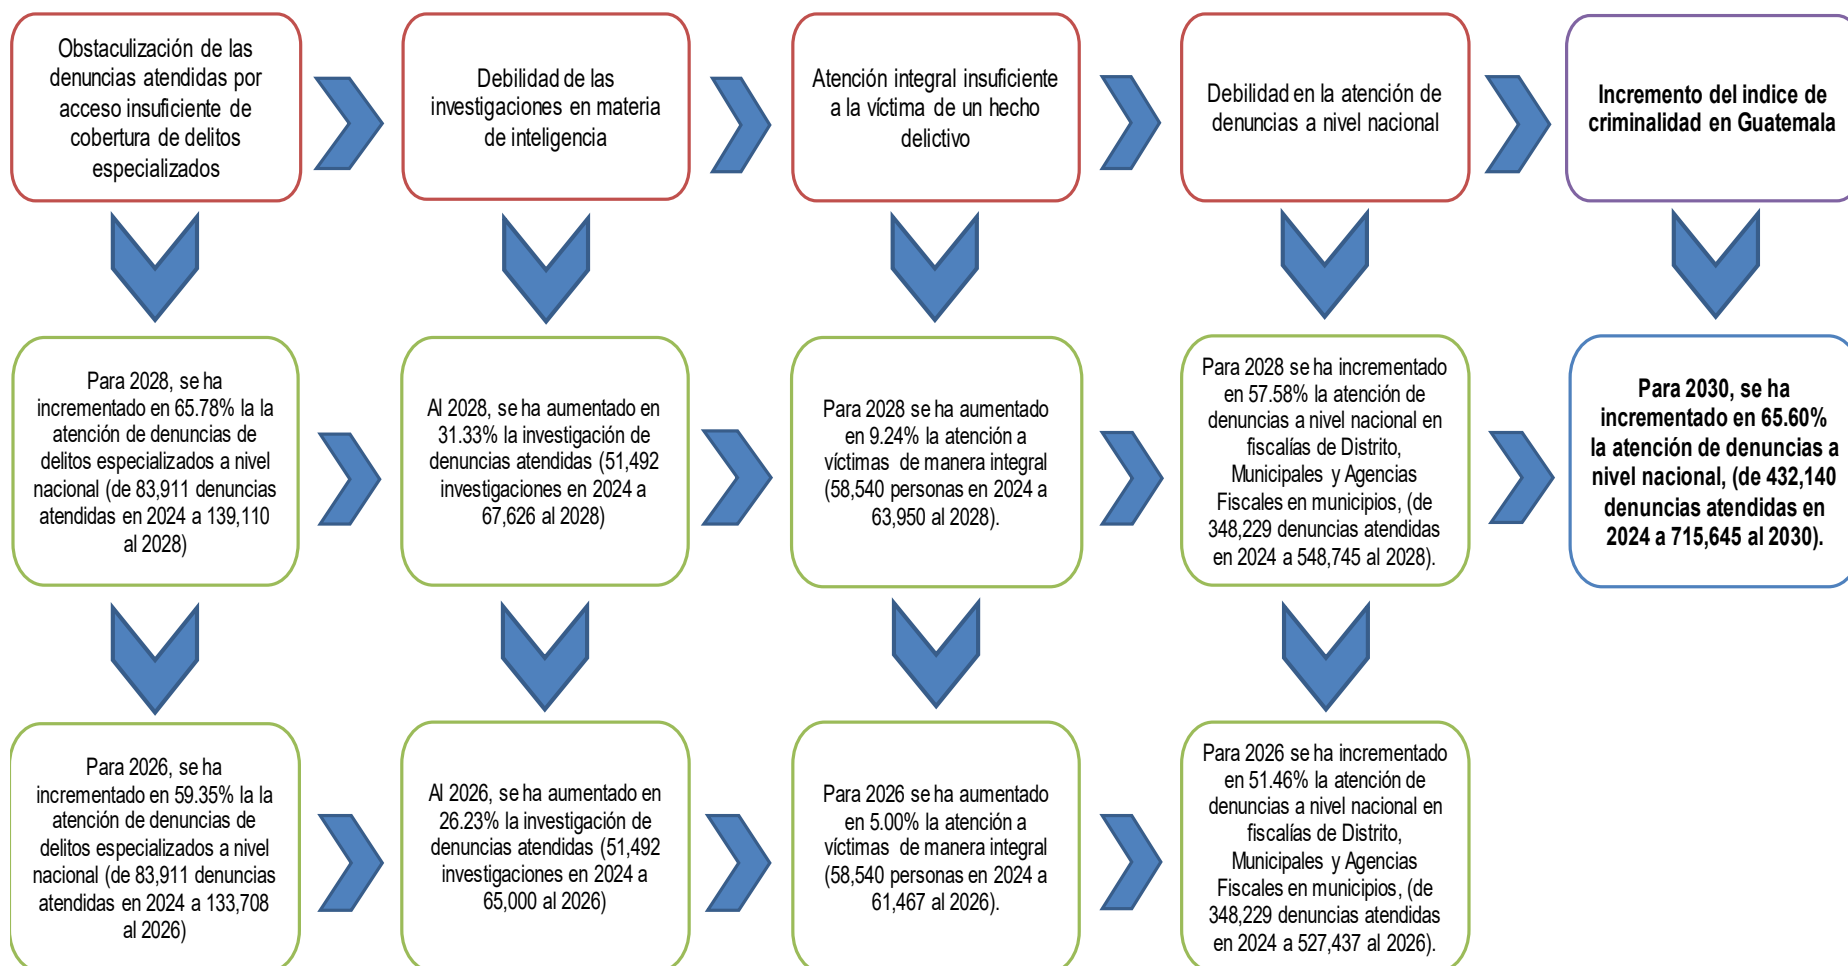 Obstaculización de las
denuncias atendidas por
acceso insuficiente de
cobertura de delitos
especializados
Debilidad de las
investigaciones en materia
de inteligencia
Atención integral insuficiente
a la víctima de un hecho
delictivo
Debilidad en la atención de
denuncias a nivel nacional
Incremento del indice de
criminalidad en Guatemala
Para 2028, se ha
incrementado en 65.78% la la
atención de denuncias de
delitos especializados a nivel
nacional (de 83,911 denuncias
atendidas en 2024 a 139,110
al 2028)
Al 2028, se ha aumentado en
31.33% la investigación de
denuncias atendidas (51,492
investigaciones en 2024 a
67,626 al 2028)
Para 2028 se ha aumentado
en 9.24% la atención a
víctimas de manera integral
(58,540 personas en 2024 a
63,950 al 2028).
Para 2028 se ha incrementado
en 57.58% la atención de
denuncias a nivel nacional en
fiscalías de Distrito,
Municipales y Agencias
Fiscales en municipios, (de
348,229 denuncias atendidas
en 2024 a 548,745 al 2028).
Para 2030, se ha
incrementado en 65.60%
la atención de denuncias a
nivel nacional, (de 432,140
denuncias atendidas en
2024 a 715,645 al 2030).
Para 2026, se ha
incrementado en 59.35% la la
atención de denuncias de
delitos especializados a nivel
nacional (de 83,911 denuncias
atendidas en 2024 a 133,708
al 2026)
Al 2026, se ha aumentado en
26.23% la investigación de
denuncias atendidas (51,492
investigaciones en 2024 a
65,000 al 2026)
Para 2026 se ha aumentado
en 5.00% la atención a
víctimas de manera integral
(58,540 personas en 2024 a
61,467 al 2026).
Para 2026 se ha incrementado
en 51.46% la atención de
denuncias a nivel nacional en
fiscalías de Distrito,
Municipales y Agencias
Fiscales en municipios, (de
348,229 denuncias atendidas
en 2024 a 527,437 al 2026).